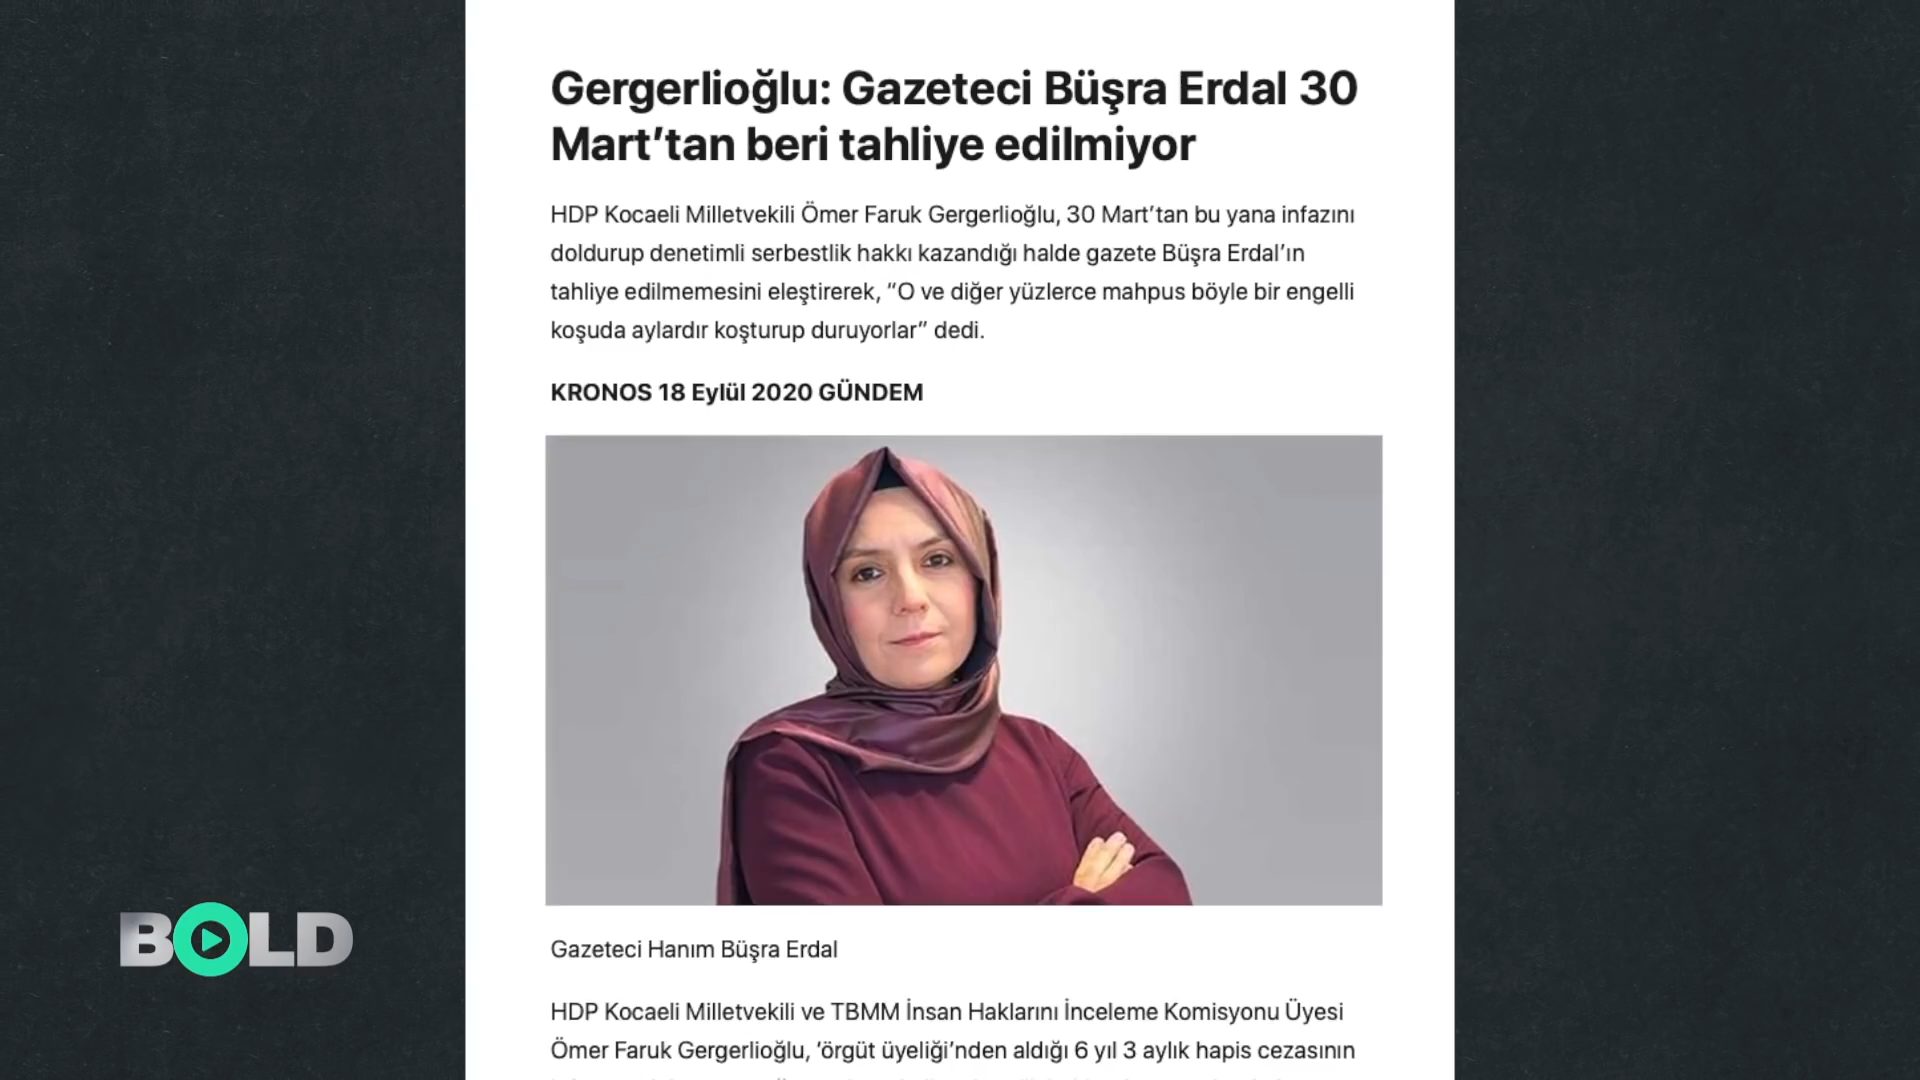 Gergerlioğlu: Gazeteci Büşra Erdal 30
Mart’tan beri tahliye edilmiyor
HDP Kocaeli Milletvekili Ömer Faruk Gergerlioğlu, 30 Mart’tan bu yana infazını
doldurup denetimli serbestlik hakkı kazandığı halde gazete Büşra Erdal’ın
tahliye edilmemesini eleştirerek, “O ve diğer yüzlerce mahpus böyle bir engelli
koşuda aylardır koşturup duruyorlar” dedi.
KRONOS 18 Eylül 2020 GÜNDEM
BOLD
Gazeteci Hanım Büşra Erdal
HDP Kocaeli Milletvekili ve TBMM İnsan Haklarını İnceleme Komisyonu Üyesi
Ömer Faruk Gergerlioğlu, ‘örgüt üyeliği’nden aldığı 6 yıl 3 aylık hapis cezasının